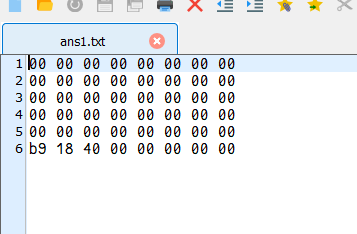 ans1.txt
1 00 00 00 00 00 00 00 00
2 00 00 00 00 00 00 00 00
3 00 00 00 00 00 00 00 00
4 00 00 00 00 00 00 00 00
5 00 00 00 00 00 00 00 00
6 b9 18 40 00 00 00 00 00